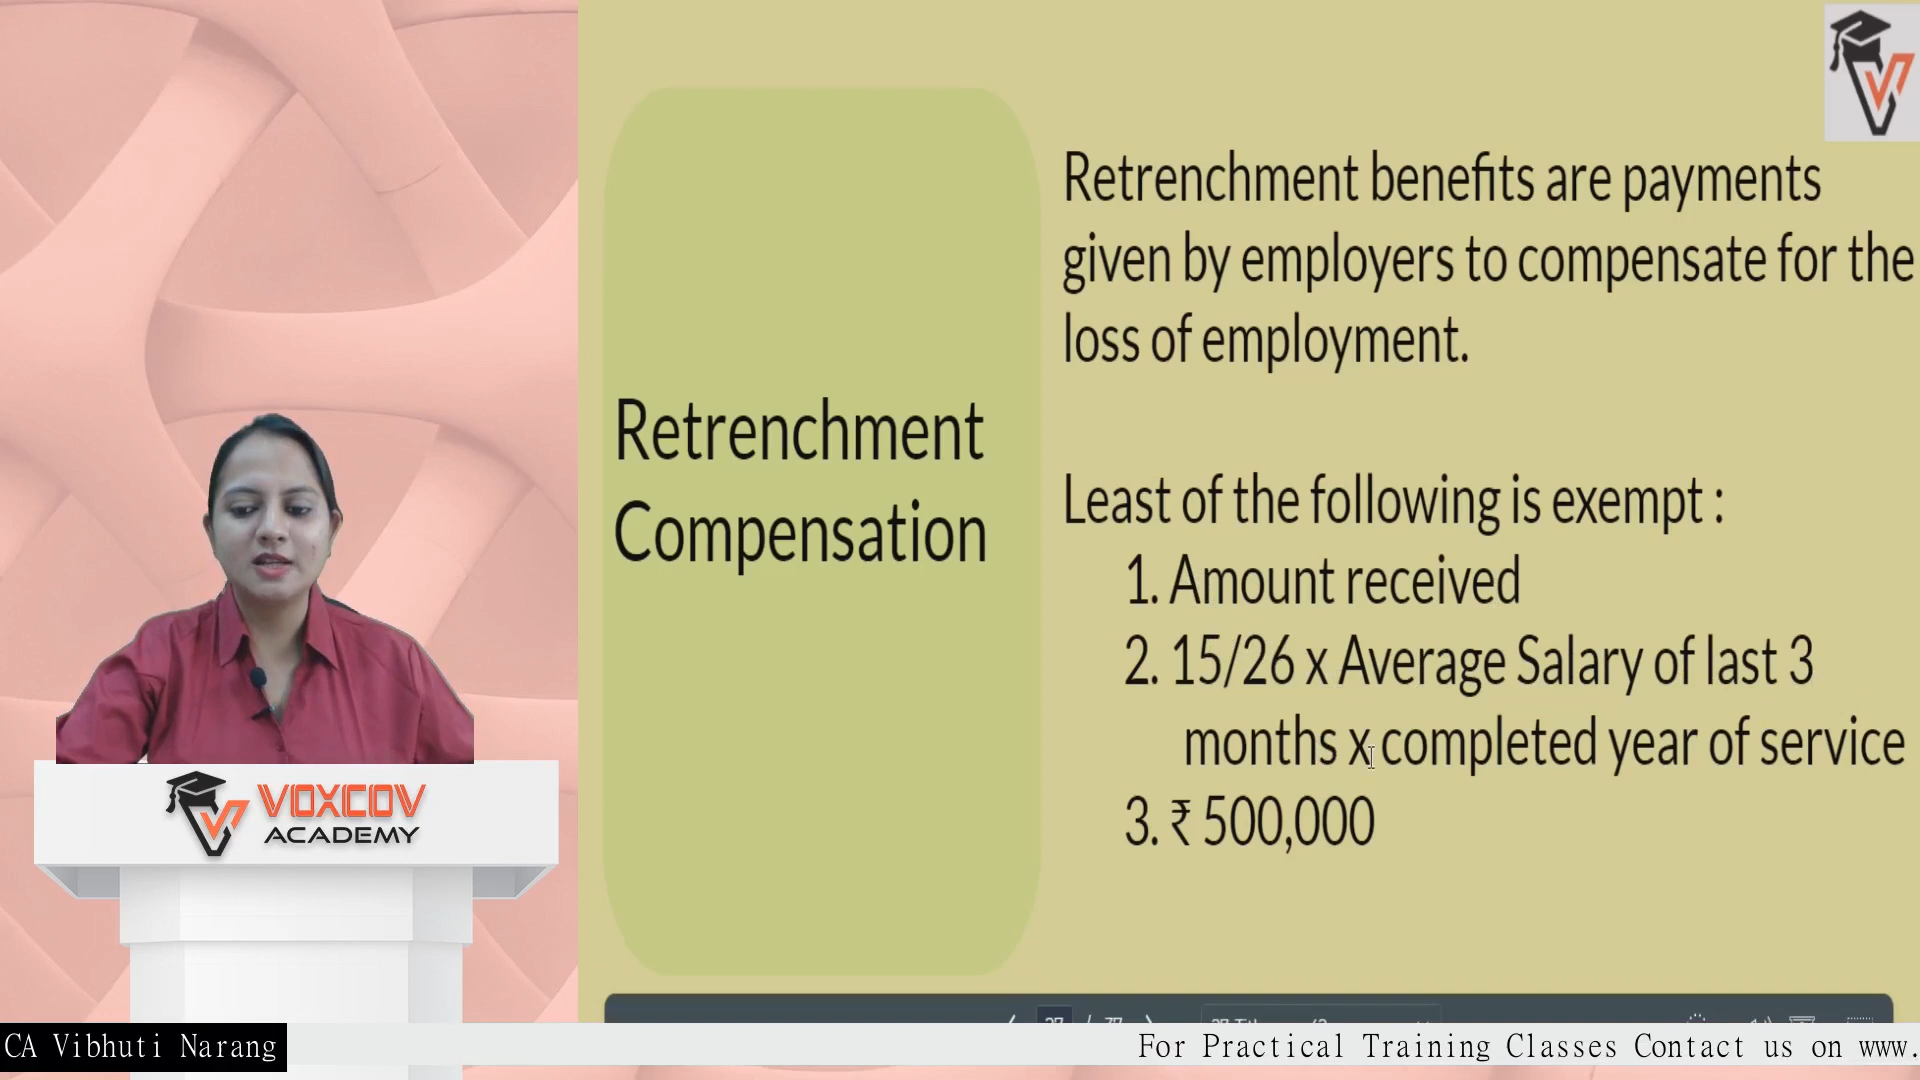 Retrenchment
Compensation
Retrenchment benefits are payments
given by employers to compensate for the
loss of employment.
Least of the following is exempt :
1. Amount received
2. 15/26 x Average Salary of last 3
months x completed year of service
3. ₹ 500,000
VOXCOV
ACADEMY
CA Vibhuti Narang
For Practical Training Classes Contact us on www.